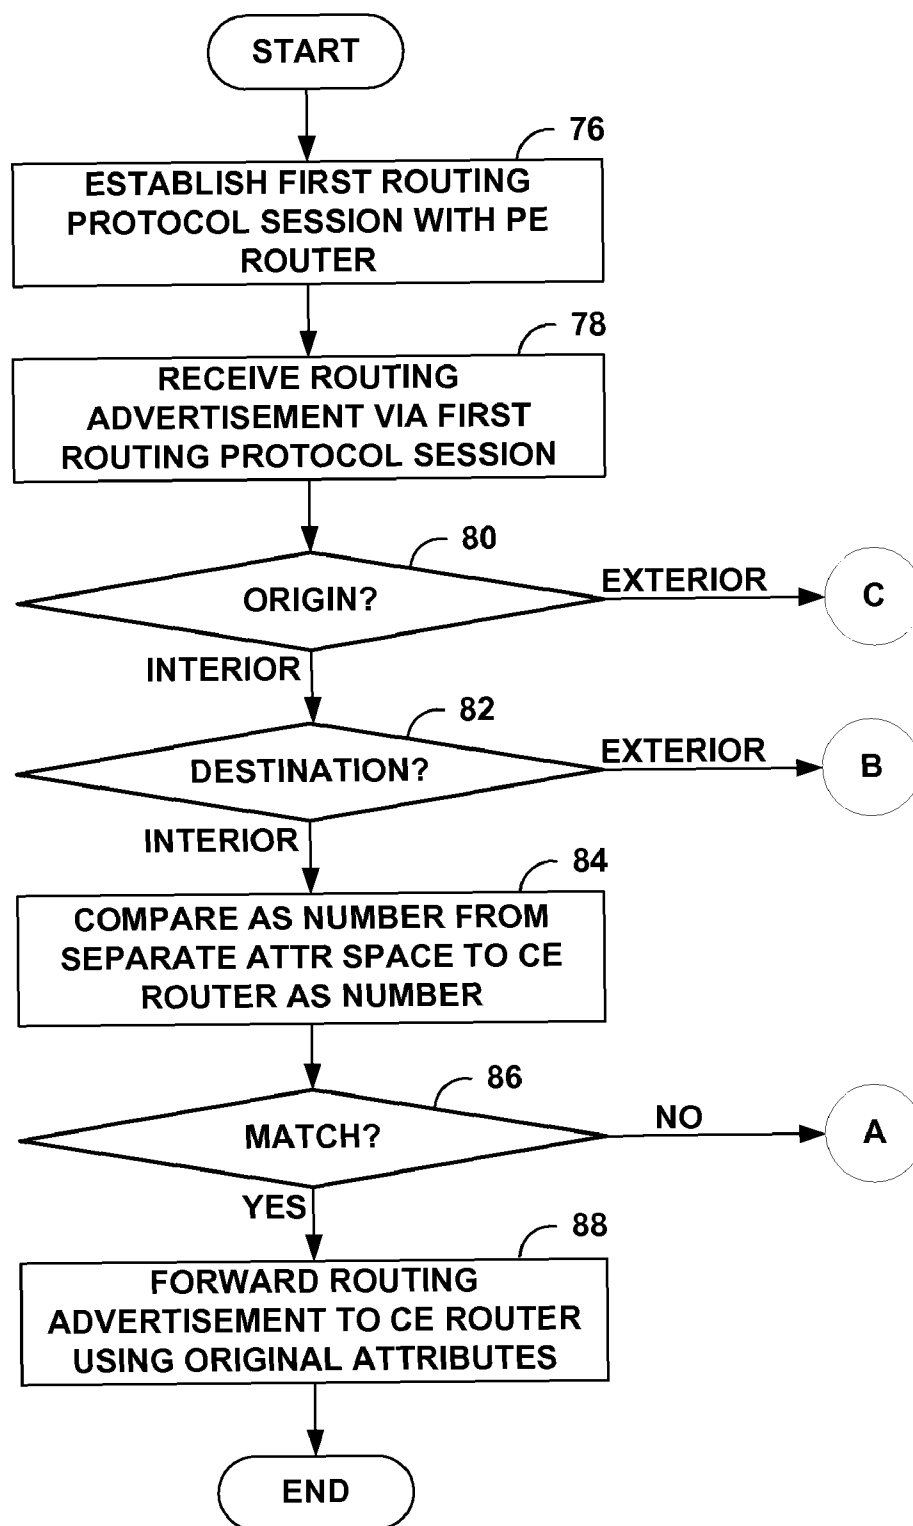 START
76
ESTABLISH FIRST ROUTING
PROTOCOL SESSION WITH PE
ROUTER
78
RECEIVE ROUTING
ADVERTISEMENT VIA FIRST
ROUTING PROTOCOL SESSION
80
ORIGIN?
EXTERIOR
C
INTERIOR
82
DESTINATION?
EXTERIOR
B
INTERIOR
84
COMPARE AS NUMBER FROM
SEPARATE ATTR SPACE TO CE
ROUTER AS NUMBER
86
MATCH?
NO
A
YES
88
FORWARD ROUTING
ADVERTISEMENT TO CE ROUTER
USING ORIGINAL ATTRIBUTES
END